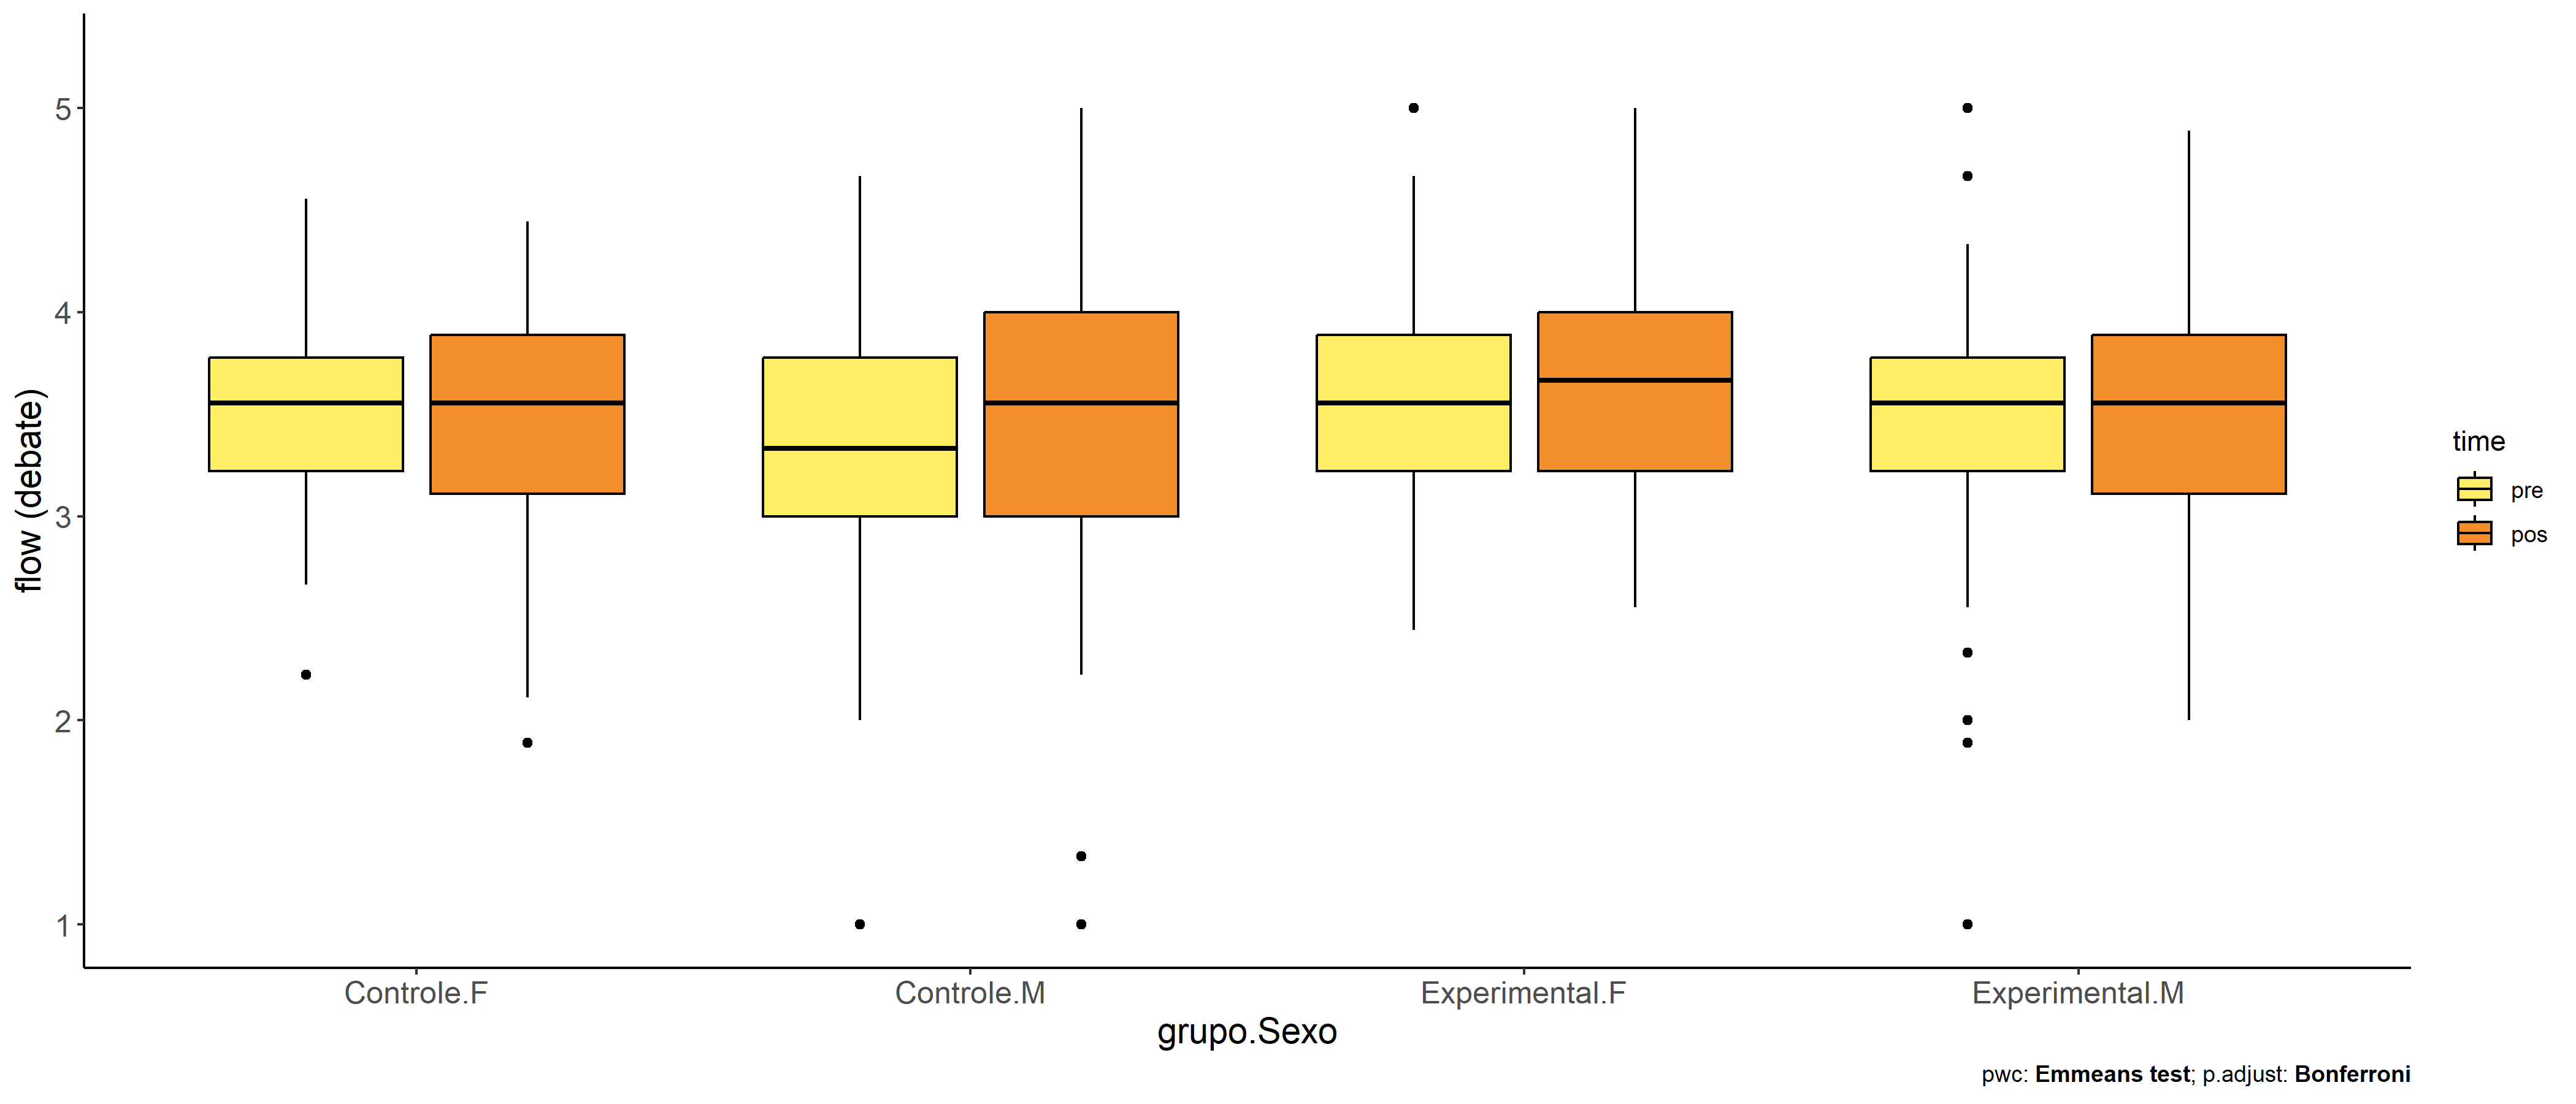 flow (debate)
5
4
3
2
1
Controle.F
Controle.M
Experimental.F
Experimental.M
grupo.Sexo
time
pre
pos
pwc: Emmeans test; p.adjust: Bonferroni